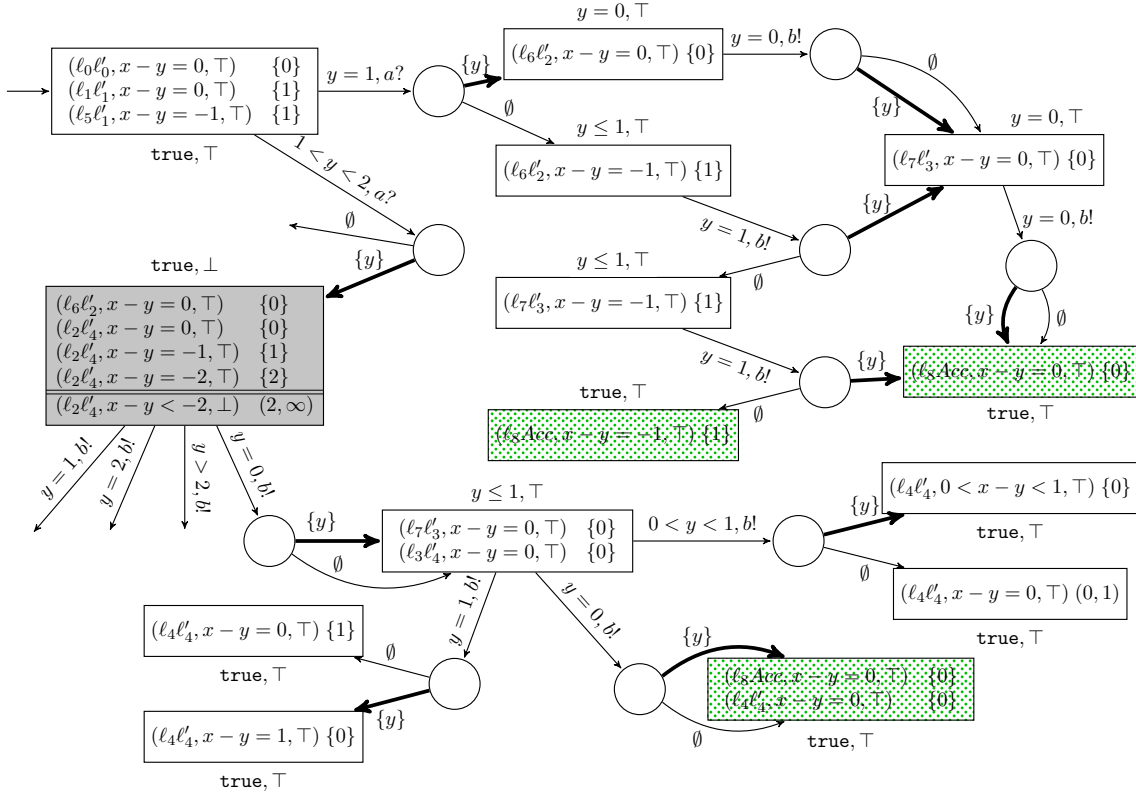 y = 0, ⊤
(ℓ₀ℓ′₀, x − y = 0, ⊤) {0}
(ℓ₁ℓ′₁, x − y = 0, ⊤) {1}
(ℓ₅ℓ′₁, x − y = −1, ⊤) {1}
true, ⊤
y = 1, a?
{y}
(ℓ₆ℓ′₂, x − y = 0, ⊤) {0}
y = 0, b!
∅
{y}
∅
y ≤ 1, ⊤
(ℓ₆ℓ′₂, x − y = −1, ⊤) {1}
y = 0, ⊤
(ℓ₇ℓ′₃, x − y = 0, ⊤) {0}
1 < y < 2, a?
∅
{y}
y = 1, b!
{y}
∅
y = 0, b!
true, ⊥
(ℓ₆ℓ′₂, x − y = 0, ⊤) {0}
(ℓ₂ℓ′₄, x − y = 0, ⊤) {0}
(ℓ₂ℓ′₄, x − y = −1, ⊤) {1}
(ℓ₂ℓ′₄, x − y = −2, ⊤) {2}
(ℓ₂ℓ′₄, x − y < −2, ⊥) (2, ∞)
y ≤ 1, ⊤
(ℓ₇ℓ′₃, x − y = −1, ⊤) {1}
{y}
∅
y = 1, b!
{y}
∅
(ℓ₈Acc, x − y = 0, ⊤) {0}
true, ⊤
true, ⊤
(ℓ₈Acc, x − y = −1, ⊤) {1}
y = 1, b!
y = 2, b!
y > 2, b!
y = 0, b!
{y}
∅
y ≤ 1, ⊤
(ℓ₇ℓ′₃, x − y = 0, ⊤) {0}
(ℓ₃ℓ′₄, x − y = 0, ⊤) {0}
0 < y < 1, b!
{y}
(ℓ₄ℓ′₄, 0 < x − y < 1, ⊤) {0}
true, ⊤
∅
(ℓ₄ℓ′₄, x − y = 0, ⊤) (0, 1)
true, ⊤
y = 1, b!
y = 0, b!
(ℓ₄ℓ′₄, x − y = 0, ⊤) {1}
true, ⊤
∅
{y}
(ℓ₄ℓ′₄, x − y = 1, ⊤) {0}
true, ⊤
{y}
∅
(ℓ₈Acc, x − y = 0, ⊤) {0}
(ℓ₄ℓ′₄, x − y = 0, ⊤) {0}
true, ⊤